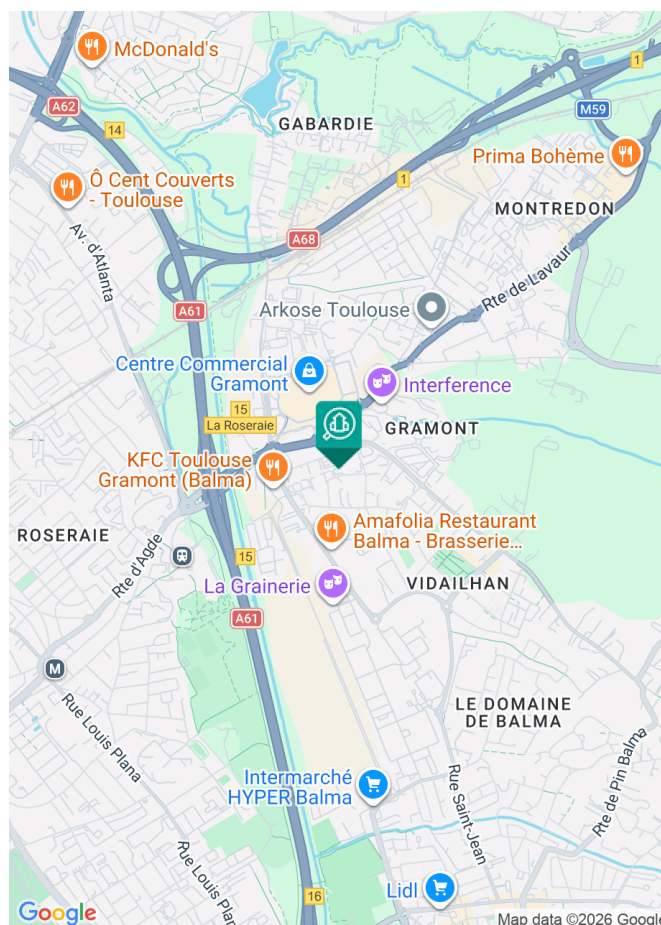 McDonald's
1
A62
M59
14
GABARDIE
Prima Bohème
Ô Cent Couverts
- Toulouse
1
MONTREDON
Av. d'Atlanta
A68
Rte de Lavaur
A61
Arkose Toulouse
Centre Commercial
Gramont
Interference
15
La Roseraie
GRAMONT
KFC Toulouse
Gramont (Balma)
Amafolia Restaurant
Balma - Brasserie...
ROSERAIE
Rte d'Agde
15
La Grainerie
VIDAILHAN
A61
M
LE DOMAINE
DE BALMA
Rue Louis Plana
Rte de Pin Balma
Intermarché
HYPER Balma
Rue Saint-Jean
Rue Louis Plan
Lidl
16
Google
Map data ©2026 Google